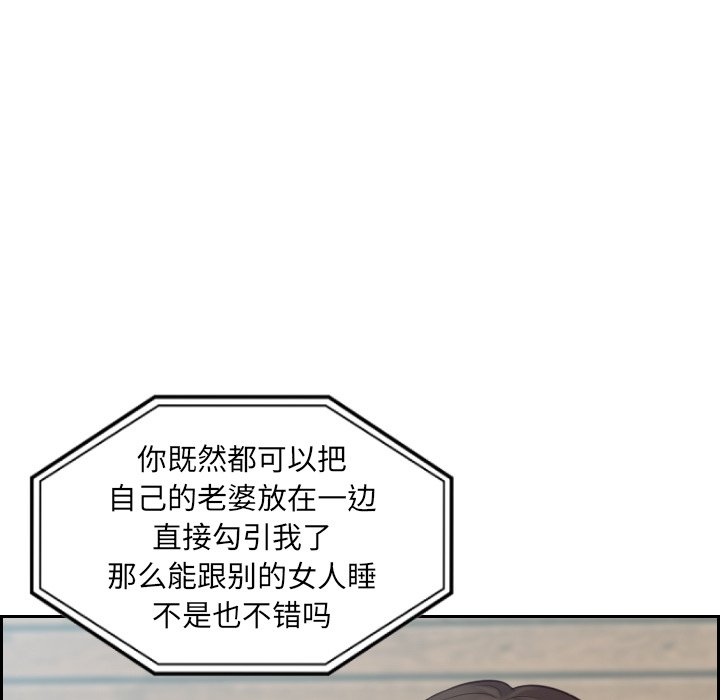 你既然都可以把
自己的老婆放在一边
直接勾引我了
那么能跟别的女人睡
不是也不错吗